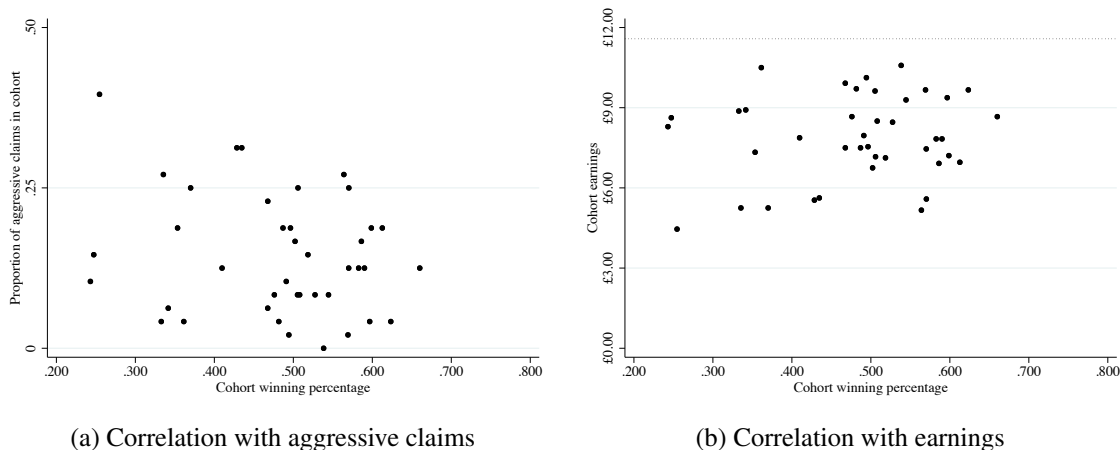 Proportion of aggressive claims in cohort
.50
.25
0
.200 .300 .400 .500 .600 .700 .800
Cohort winning percentage
(a) Correlation with aggressive claims
Cohort earnings
£12.00
£9.00
£6.00
£3.00
£0.00
.200 .300 .400 .500 .600 .700 .800
Cohort winning percentage
(b) Correlation with earnings